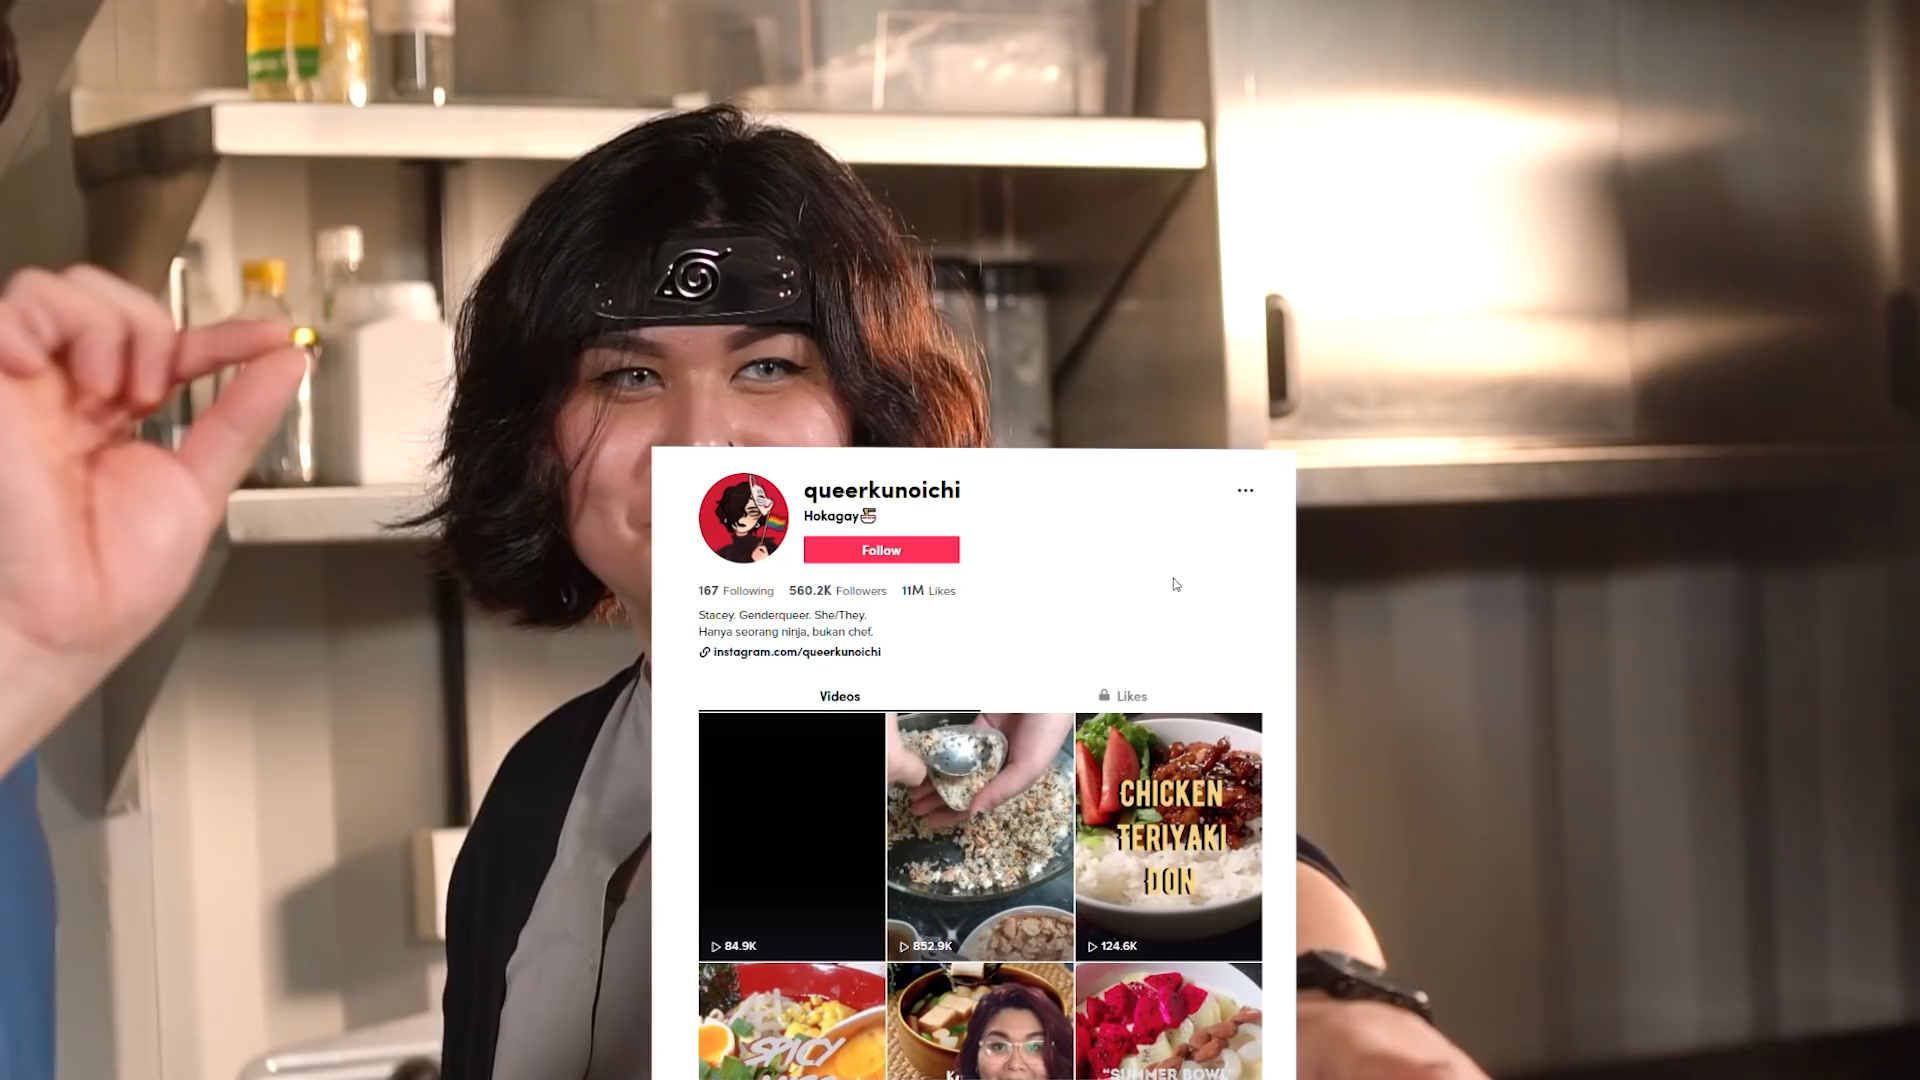 queerkunoichi
Hokagay
Follow
167 Following 560.2K Followers 11M Likes
Stacey. Genderqueer. She/They.
Hanya seorang ninja, bukan chef.
instagram.com/queerkunoichi
Videos
Likes
CHICKEN
TERIYAKI
DON
84.9K
852.9K
124.6K
SPICY
"SUMMER BOWL"